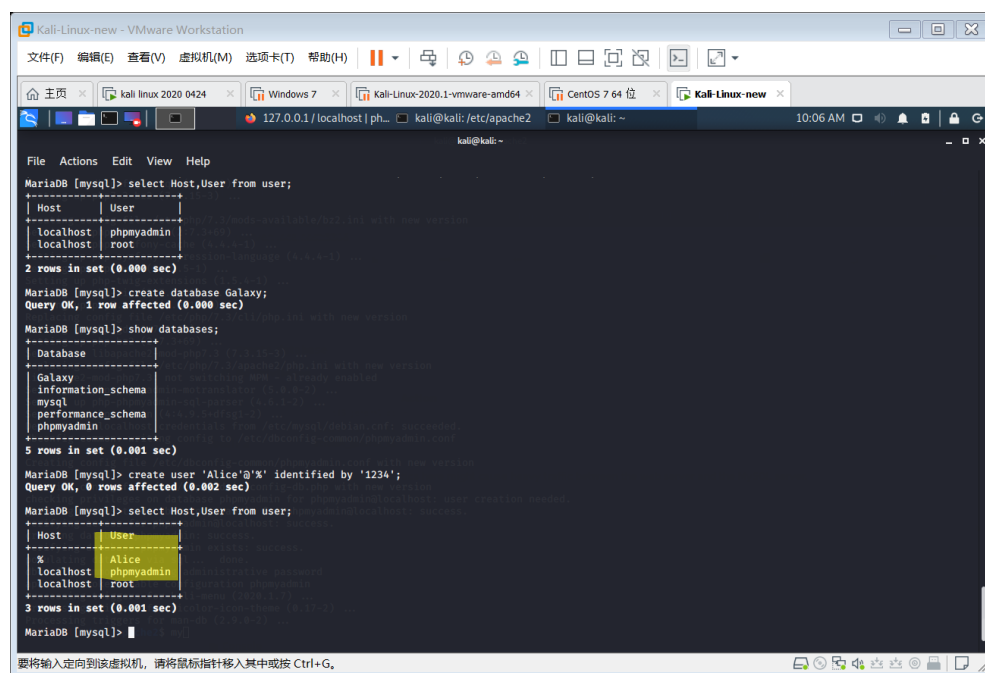 Kali-Linux-new - VMware Workstation
文件(F) 编辑(E) 查看(V) 虚拟机(M) 选项卡(T) 帮助(H)
主页 kali linux 2020 0424 Windows 7 Kali-Linux-2020.1-vmware-amd64 CentOS 7 64 位 Kali-Linux-new
127.0.0.1 / localhost | ph... kali@kali: /etc/apache2 kali@kali: ~ 10:06 AM
kali@kali: ~
File Actions Edit View Help
MariaDB [mysql]> select Host,User from user;
+-----------+------------+
| Host | User |
+-----------+------------+
| localhost | phpmyadmin |
| localhost | root |
+-----------+------------+
2 rows in set (0.000 sec)
MariaDB [mysql]> create database Galaxy;
Query OK, 1 row affected (0.000 sec)
MariaDB [mysql]> show databases;
+--------------------+
| Database |
+--------------------+
| Galaxy |
| information_schema |
| mysql |
| performance_schema |
| phpmyadmin |
+--------------------+
5 rows in set (0.001 sec)
MariaDB [mysql]> create user 'Alice'@'%' identified by '1234';
Query OK, 0 rows affected (0.002 sec)
MariaDB [mysql]> select Host,User from user;
+-----------+------------+
| Host | User |
+-----------+------------+
| % | Alice |
| localhost | phpmyadmin |
| localhost | root |
+-----------+------------+
3 rows in set (0.001 sec)
MariaDB [mysql]>
要将输入定向到该虚拟机，请将鼠标指针移入其中或按 Ctrl+G。